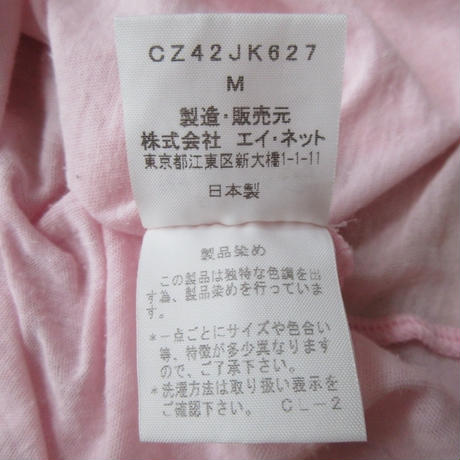 CZ42JK627
M
製造・販売元
株式会社 エイ・ネット
東京都江東区新大橋1-1-11
日本製
製品染め
この製品は独特な色調を出
す為、製品染めを行っていま
す。
*一点ごとにサイズや色合い
等、特徴が多少異なります
ので、ご了承下さい。
*洗濯方法は取り扱い表示を
ご確認下さい。 CL-2